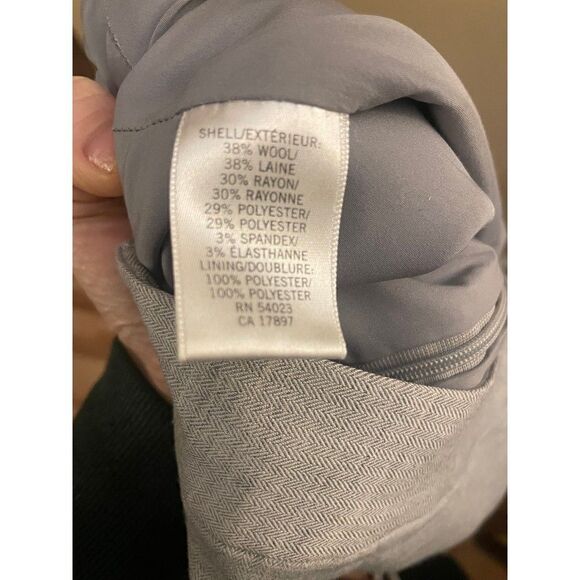 SHELL/EXTÉRIEUR:
38% WOOL/
38% LAINE
30% RAYON/
30% RAYONNE
29% POLYESTER/
29% POLYESTER
3% SPANDEX/
3% ÉLASTHANNE
LINING/DOUBLURE:
100% POLYESTER/
100% POLYESTER
RN 54023
CA 17897